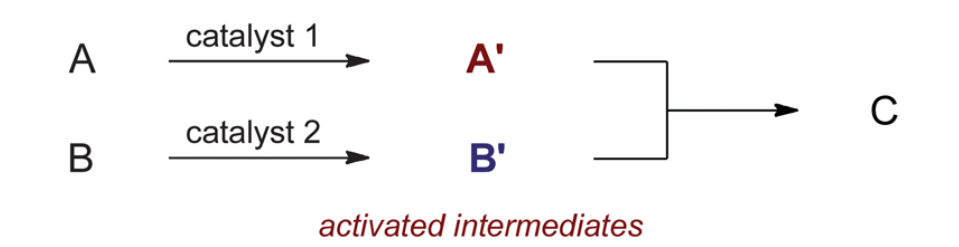 A catalyst 1 A'
C
B catalyst 2 B'
activated intermediates